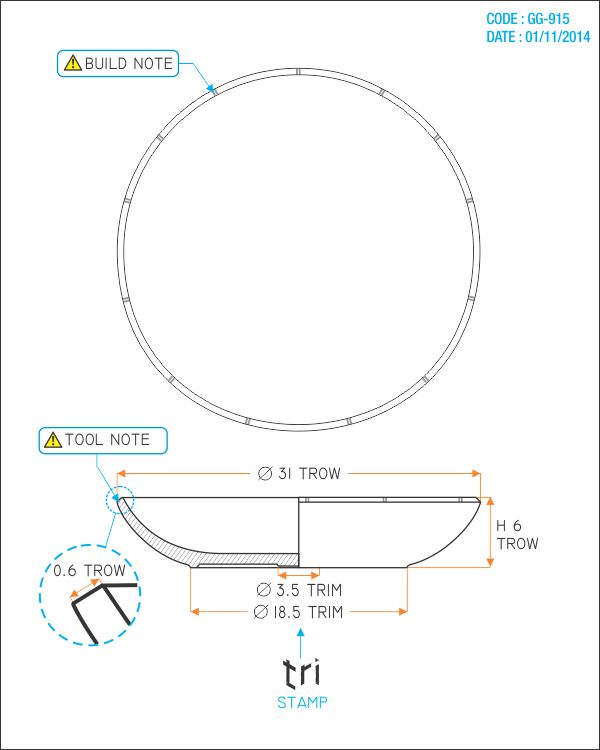 CODE : GG-915
DATE : 01/11/2014
BUILD NOTE
TOOL NOTE
Ø 31 TROW
H 6
TROW
0.6 TROW
Ø 3.5 TRIM
Ø 18.5 TRIM
tri
STAMP